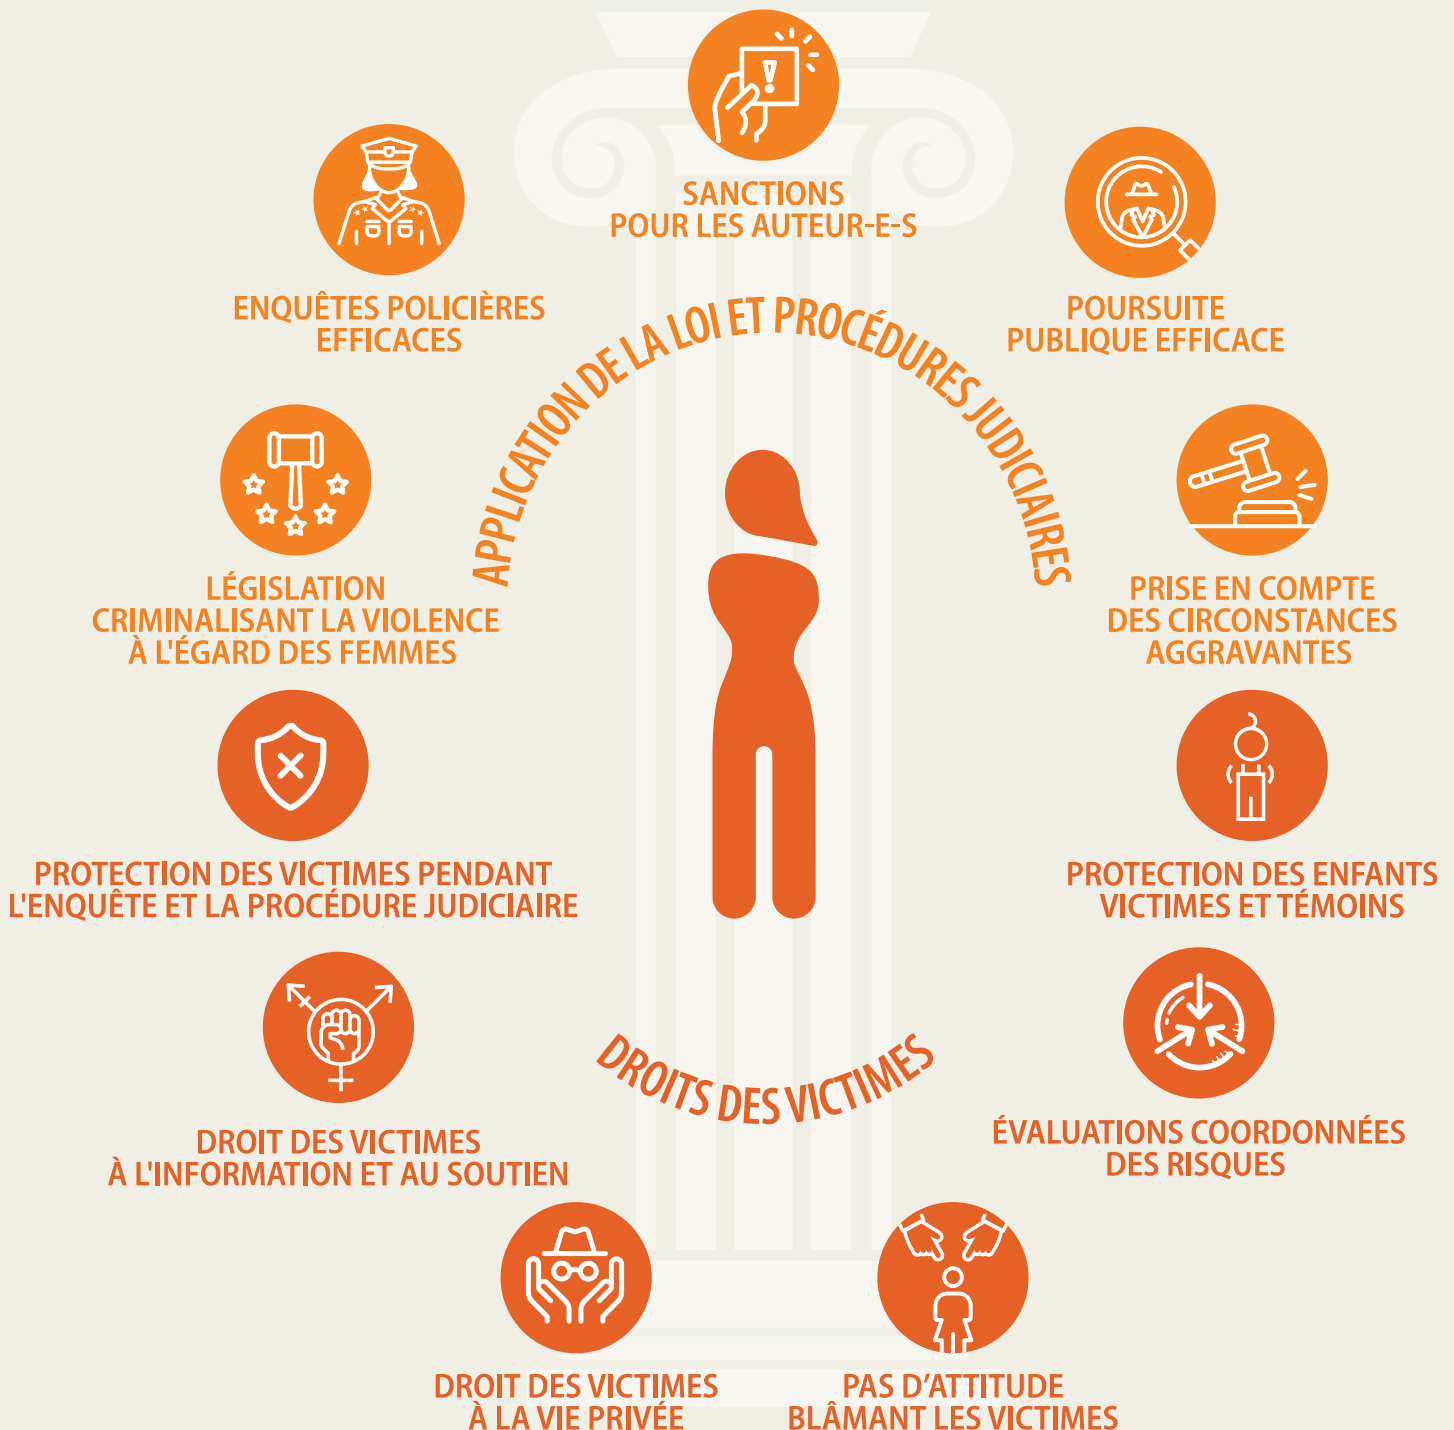 SANCTIONS
POUR LES AUTEUR-E-S
ENQUÊTES POLICIÈRES
EFFICACES
POURSUITE
PUBLIQUE EFFICACE
APPLICATION DE LA LOI ET PROCÉDURES JUDICIAIRES
LÉGISLATION
CRIMINALISANT LA VIOLENCE
À L'ÉGARD DES FEMMES
PRISE EN COMPTE
DES CIRCONSTANCES
AGGRAVANTES
PROTECTION DES VICTIMES PENDANT
L'ENQUÊTE ET LA PROCÉDURE JUDICIAIRE
PROTECTION DES ENFANTS
VICTIMES ET TÉMOINS
DROITS DES VICTIMES
DROIT DES VICTIMES
À L'INFORMATION ET AU SOUTIEN
ÉVALUATIONS COORDONNÉES
DES RISQUES
DROIT DES VICTIMES
À LA VIE PRIVÉE
PAS D’ATTITUDE
BLÂMANT LES VICTIMES